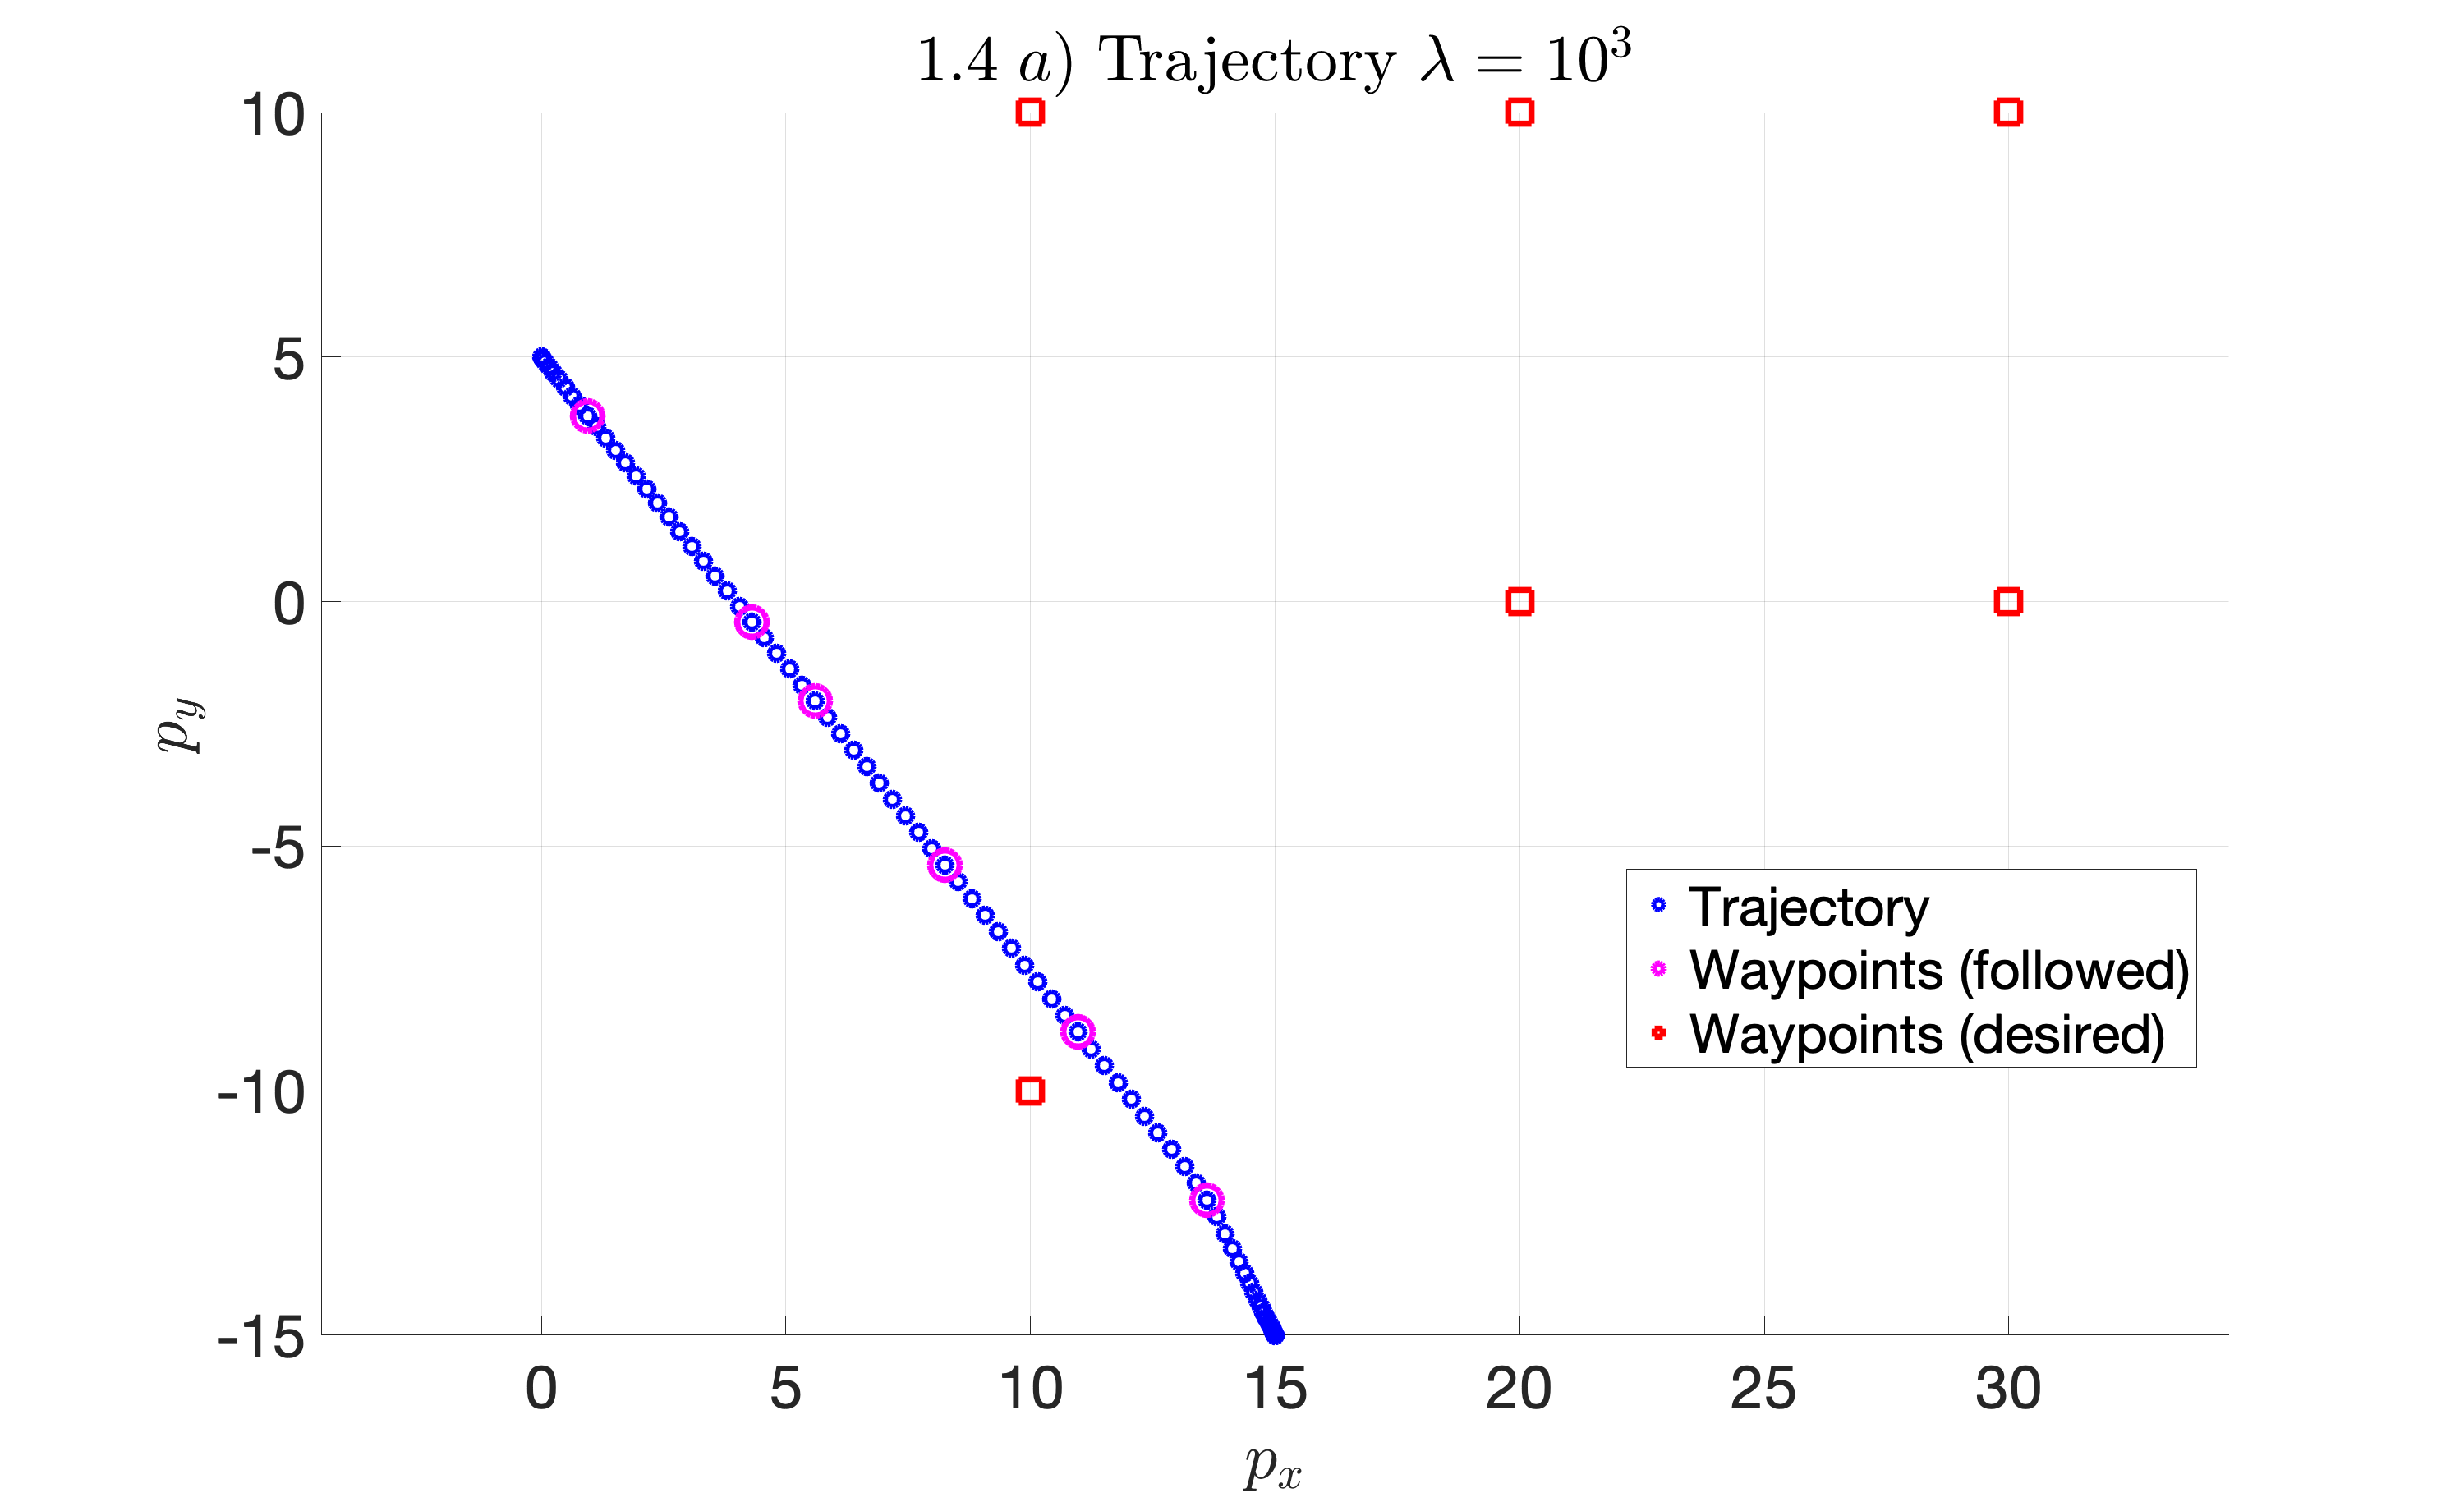 1.4 a) Trajectory λ = 10³
10
5
0
-5
-10
-15
p_y
Trajectory
Waypoints (followed)
Waypoints (desired)
0 5 10 15 20 25 30
p_x